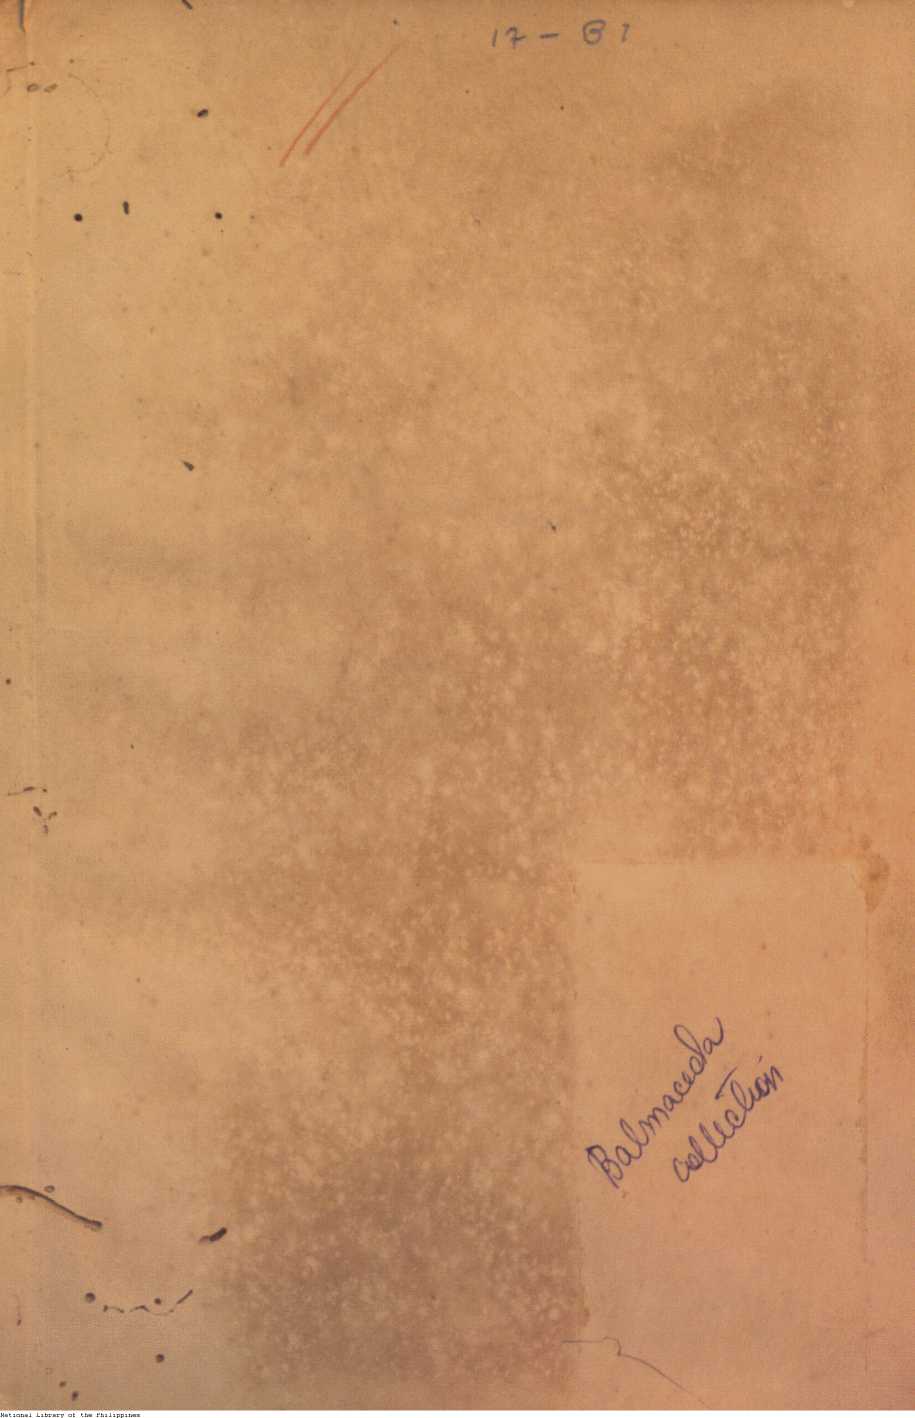 17 - B1
Balmaceda
collection
National Library of the Philippines